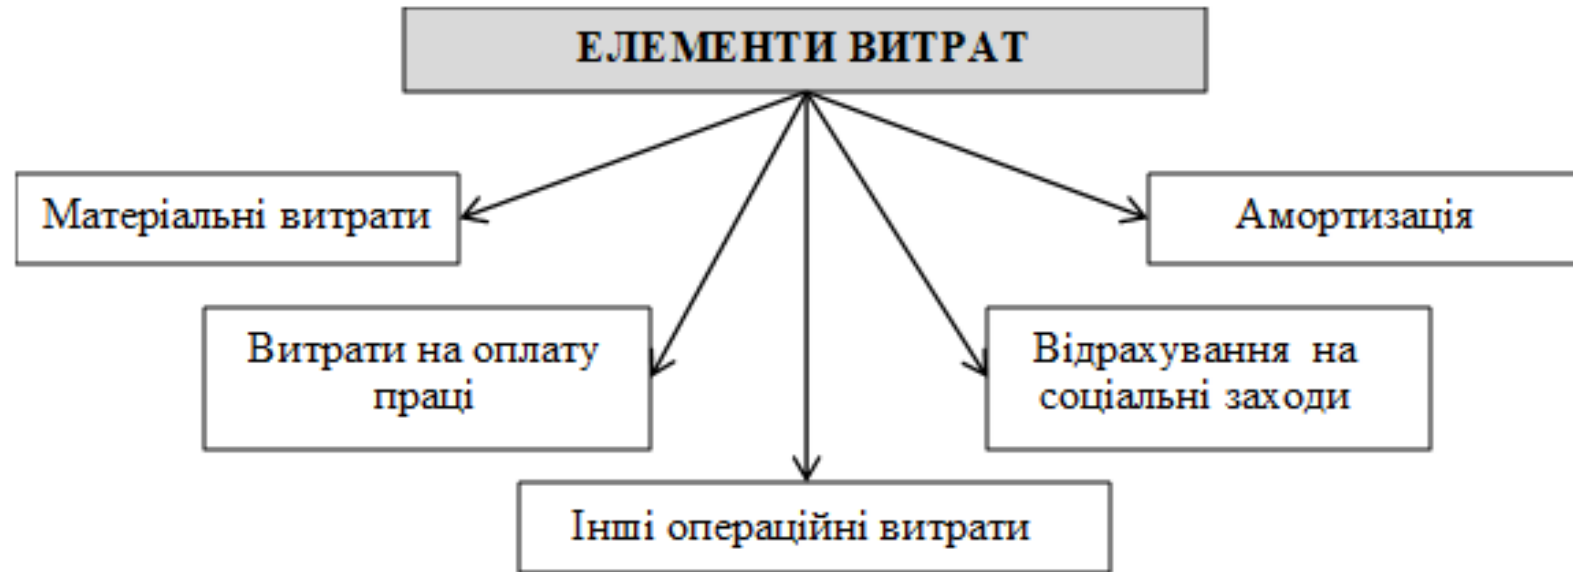 ЕЛЕМЕНТИ ВИТРАТ
Матеріальні витрати
Амортизація
Витрати на оплату
праці
Відрахування на
соціальні заходи
Інші операційні витрати